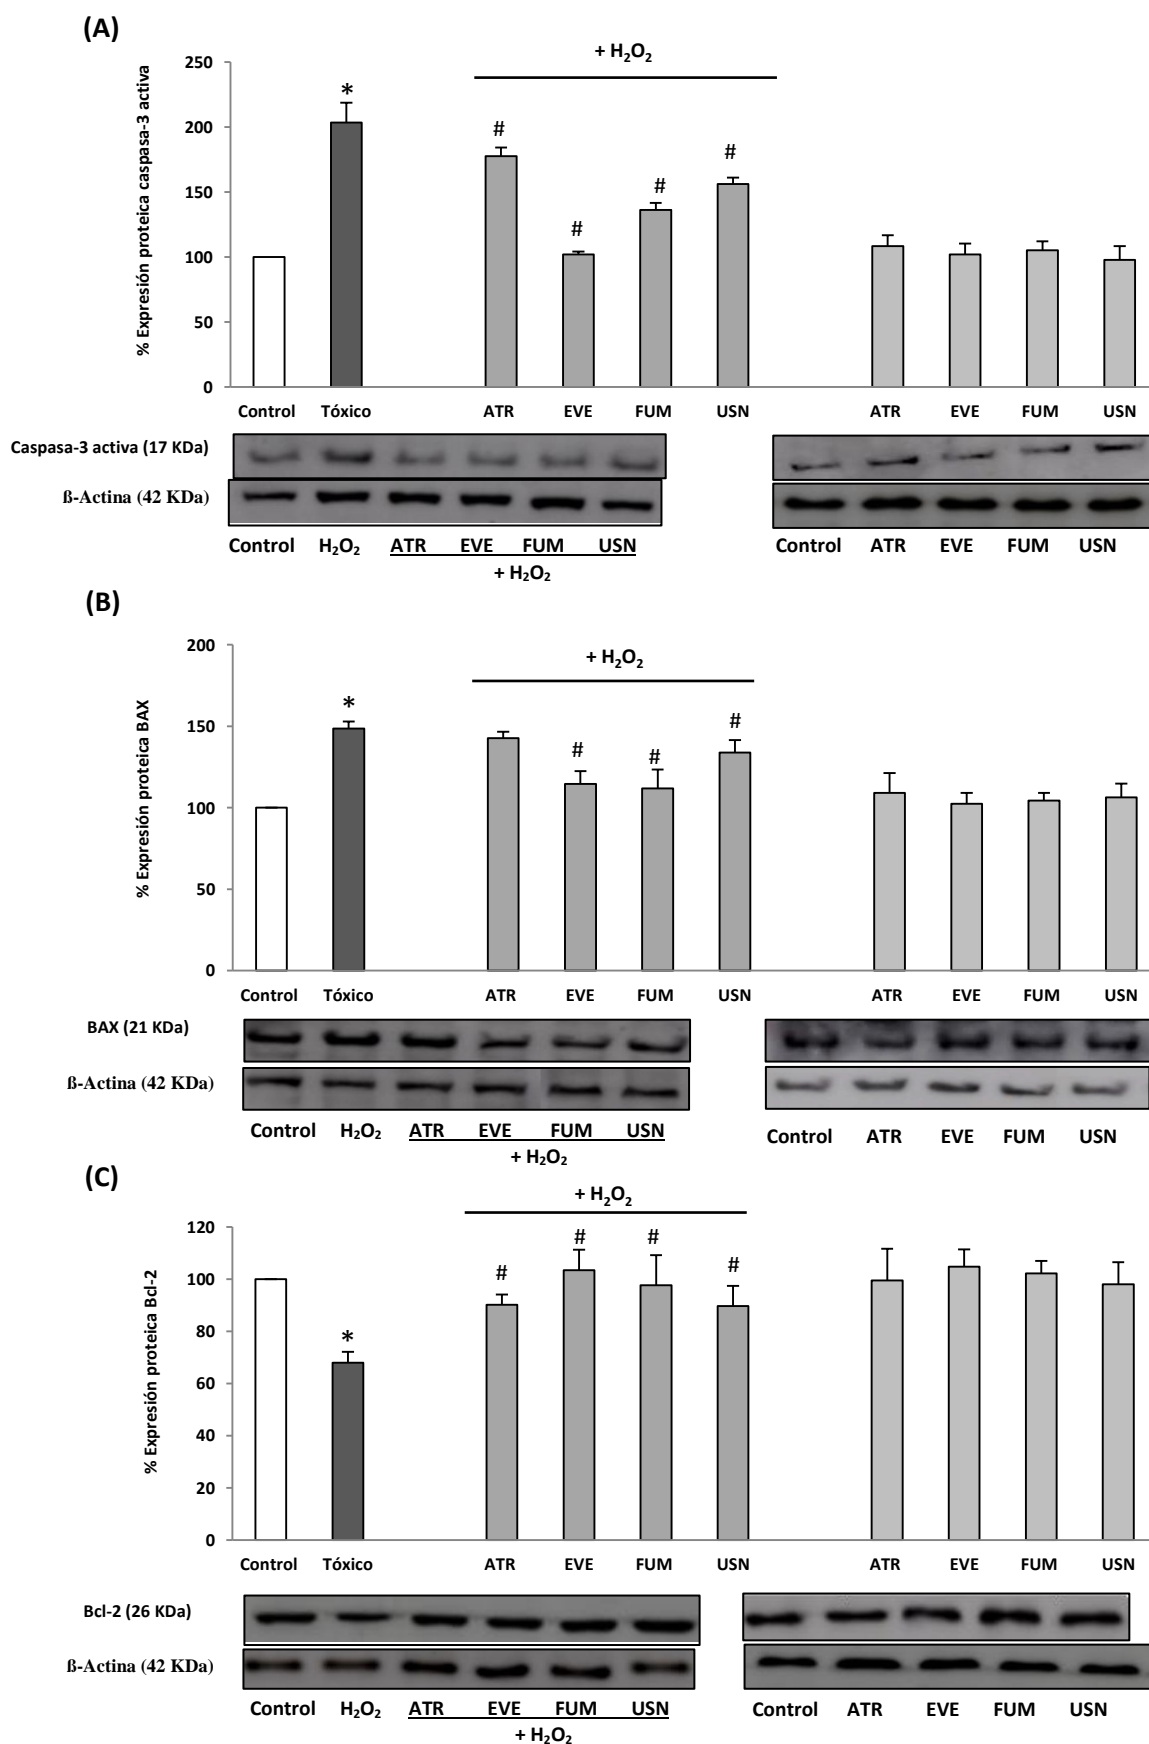 (A)
+ H₂O₂
% Expresión proteica caspasa-3 activa
250
200
150
100
50
0
*
#
#
#
#
Control Tóxico ATR EVE FUM USN ATR EVE FUM USN
Caspasa-3 activa (17 KDa)
ß-Actina (42 KDa)
Control H₂O₂ ATR EVE FUM USN Control ATR EVE FUM USN
+ H₂O₂
(B)
+ H₂O₂
% Expresión proteica BAX
200
150
100
50
0
*
#
#
#
Control Tóxico ATR EVE FUM USN ATR EVE FUM USN
BAX (21 KDa)
ß-Actina (42 KDa)
Control H₂O₂ ATR EVE FUM USN Control ATR EVE FUM USN
+ H₂O₂
(C)
+ H₂O₂
% Expresión proteica Bcl-2
120
100
80
60
40
20
0
*
#
#
#
#
Control Tóxico ATR EVE FUM USN ATR EVE FUM USN
Bcl-2 (26 KDa)
ß-Actina (42 KDa)
Control H₂O₂ ATR EVE FUM USN Control ATR EVE FUM USN
+ H₂O₂